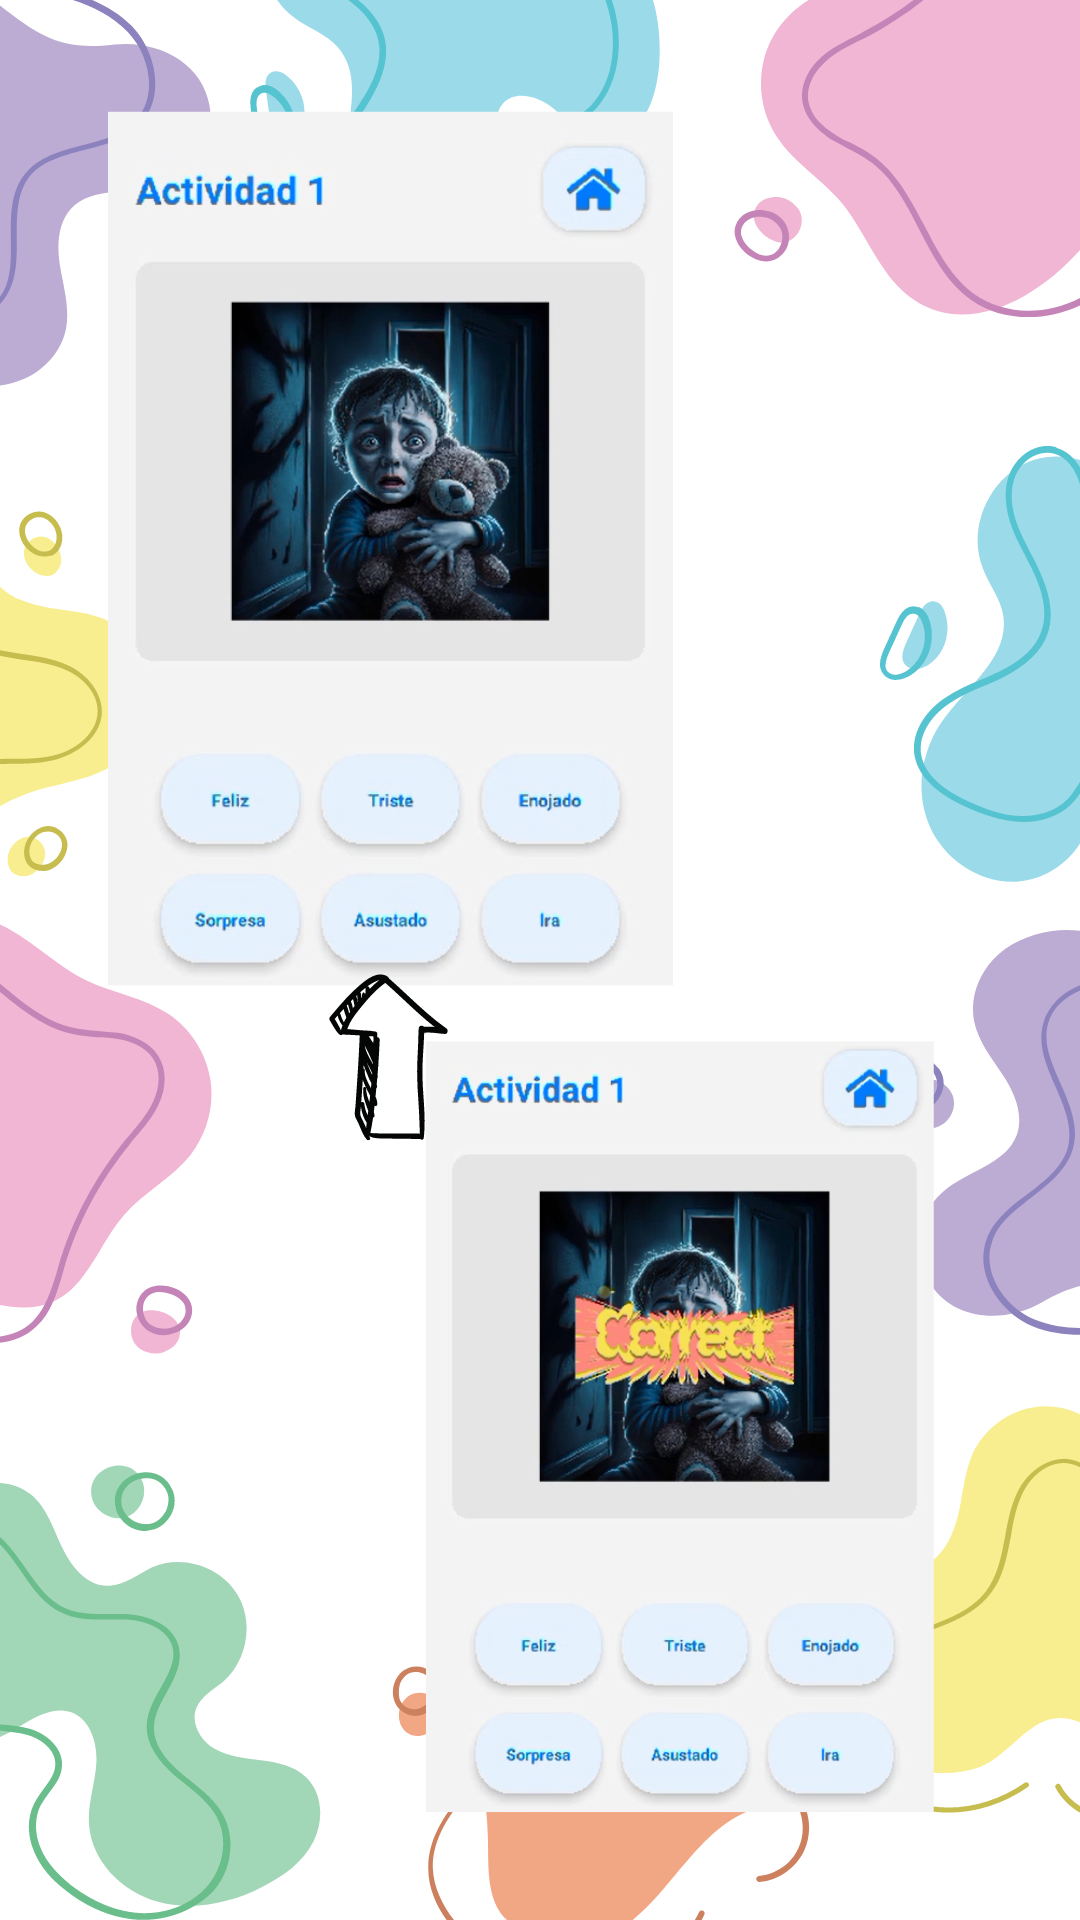 Actividad 1
Feliz Triste Enojado
Sorpresa Asustado Ira
Actividad 1
Correct
Feliz Triste Enojado
Sorpresa Asustado Ira